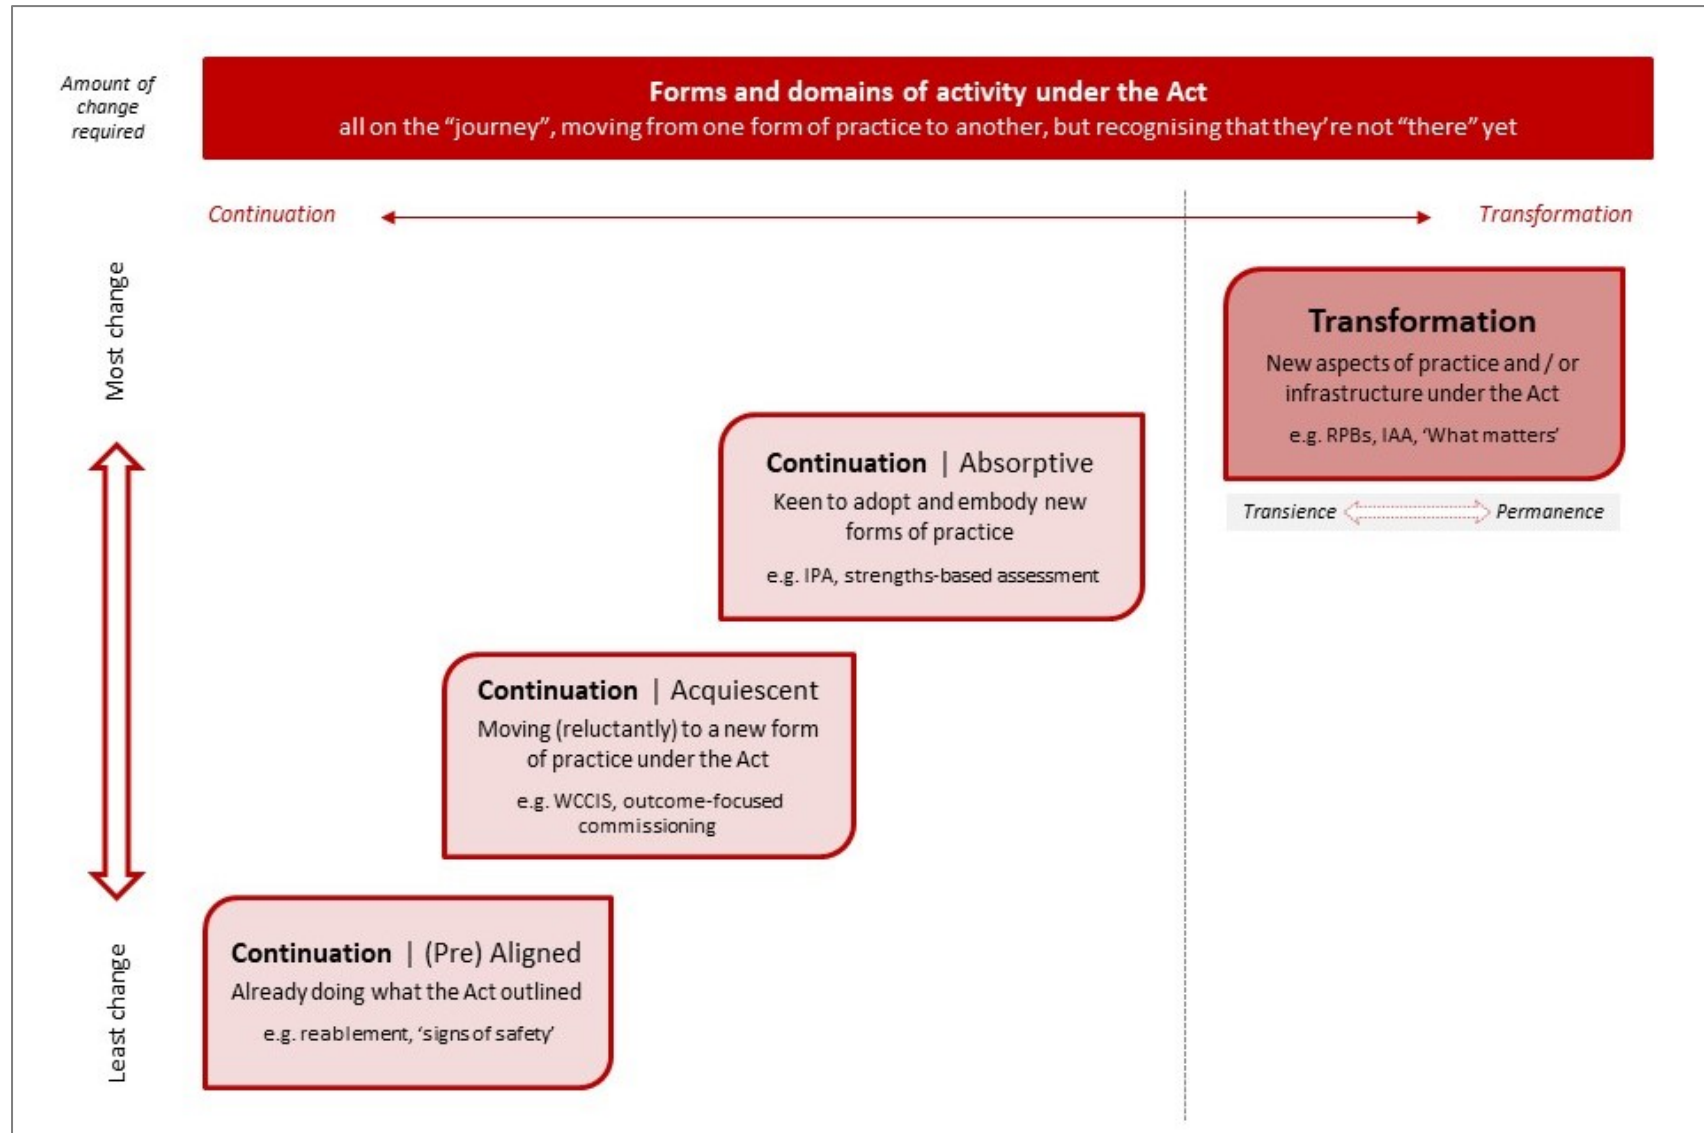 Amount of
change
required
Forms and domains of activity under the Act
all on the “journey”, moving from one form of practice to another, but recognising that they’re not “there” yet
Continuation
Transformation
Most change
Transformation
New aspects of practice and / or
infrastructure under the Act
e.g. RPBs, IAA, ‘What matters’
Transience
Permanence
Continuation | Absorptive
Keen to adopt and embody new
forms of practice
e.g. IPA, strengths-based assessment
Continuation | Acquiescent
Moving (reluctantly) to a new form
of practice under the Act
e.g. WCCIS, outcome-focused
commissioning
Least change
Continuation | (Pre) Aligned
Already doing what the Act outlined
e.g. reablement, ‘signs of safety’